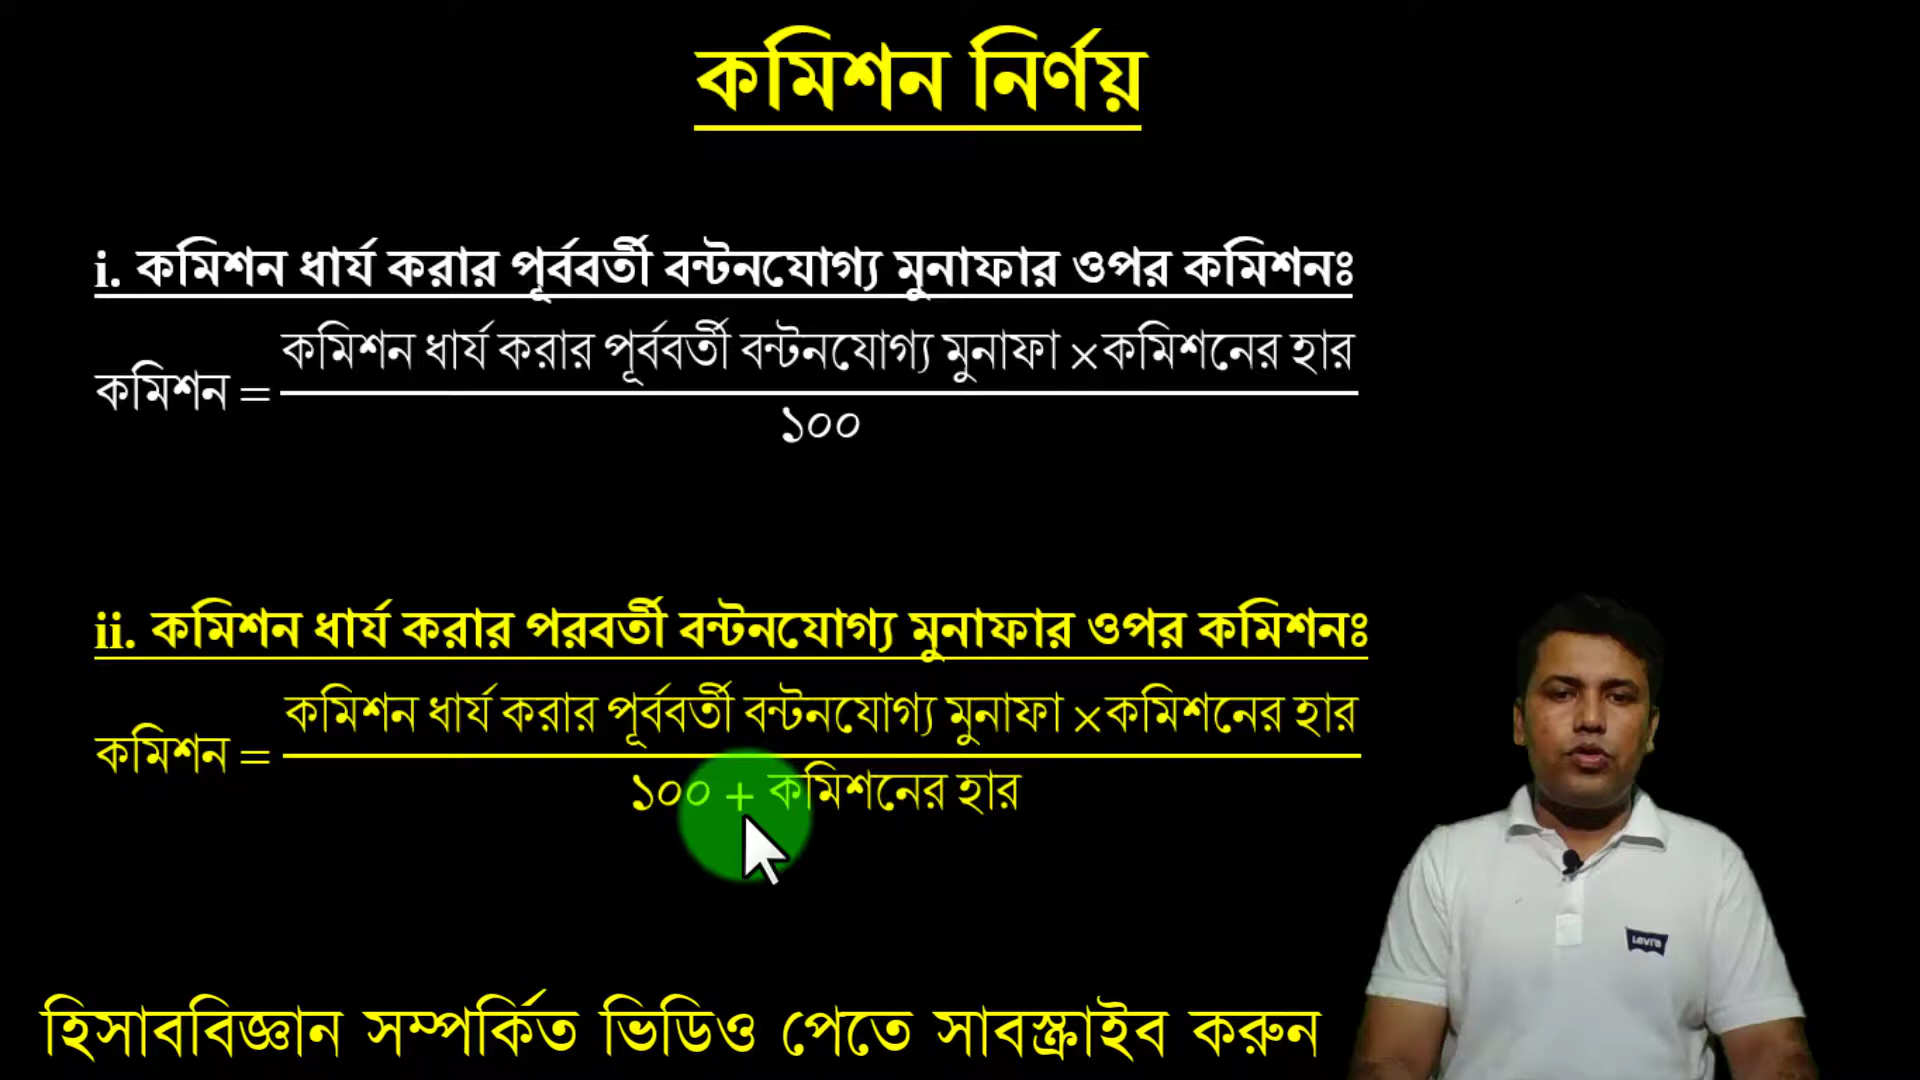 কমিশন নির্ণয়
i. কমিশন ধার্য করার পূর্ববর্তী বন্টনযোগ্য মুনাফার ওপর কমিশনঃ
কমিশন = কমিশন ধার্য করার পূর্ববর্তী বন্টনযোগ্য মুনাফা ×কমিশনের হার
১০০
ii. কমিশন ধার্য করার পরবর্তী বন্টনযোগ্য মুনাফার ওপর কমিশনঃ
কমিশন = কমিশন ধার্য করার পূর্ববর্তী বন্টনযোগ্য মুনাফা ×কমিশনের হার
১০০ + কমিশনের হার
Levi's
হিসাববিজ্ঞান সম্পর্কিত ভিডিও পেতে সাবস্ক্রাইব করুন